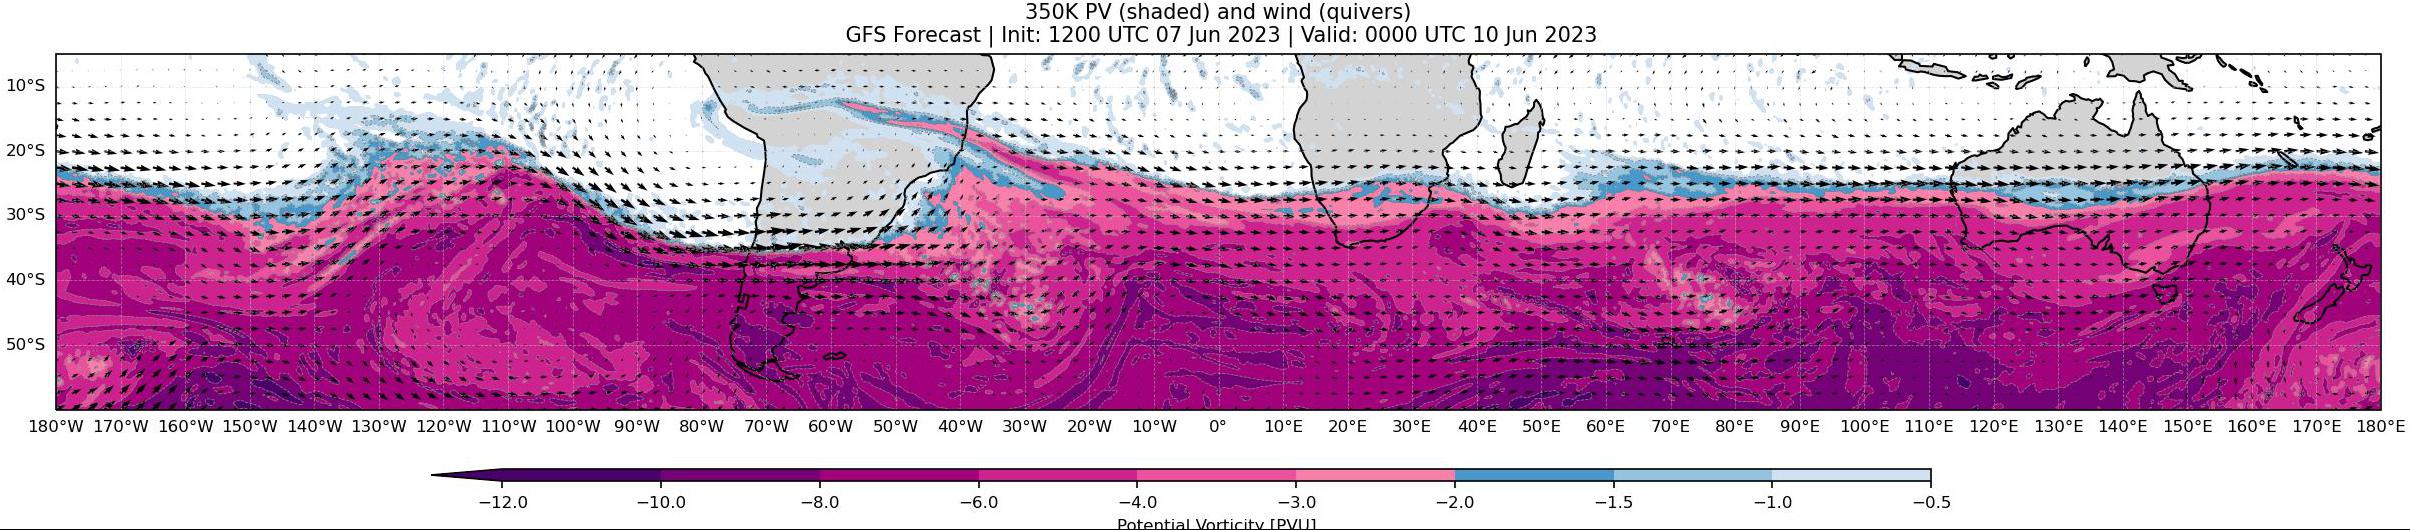 350K PV (shaded) and wind (quivers)
GFS Forecast | Init: 1200 UTC 07 Jun 2023 | Valid: 0000 UTC 10 Jun 2023
10°S
20°S
30°S
40°S
50°S
180°W 170°W 160°W 150°W 140°W 130°W 120°W 110°W 100°W 90°W 80°W 70°W 60°W 50°W 40°W 30°W 20°W 10°W 0° 10°E 20°E 30°E 40°E 50°E 60°E 70°E 80°E 90°E 100°E 110°E 120°E 130°E 140°E 150°E 160°E 170°E 180°E
−12.0 −10.0 −8.0 −6.0 −4.0 −3.0 −2.0 −1.5 −1.0 −0.5
Potential Vorticity [PVU]